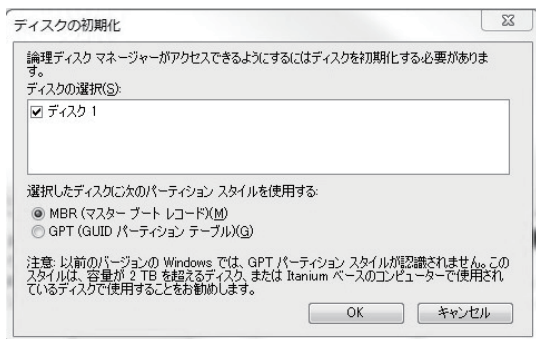 ディスクの初期化
論理ディスク マネージャーがアクセスできるようにするにはディスクを初期化する必要がありま
す。
ディスクの選択(S):
ディスク 1
選択したディスクに次のパーティション スタイルを使用する:
MBR (マスター ブート レコード)(M)
GPT (GUID パーティション テーブル)(G)
注意: 以前のバージョンの Windows では、GPT パーティション スタイルが認識されません。この
スタイルは、容量が 2 TB を超えるディスク、または Itanium ベースのコンピューターで使用され
ているディスクで使用することをお勧めします。
OK キャンセル